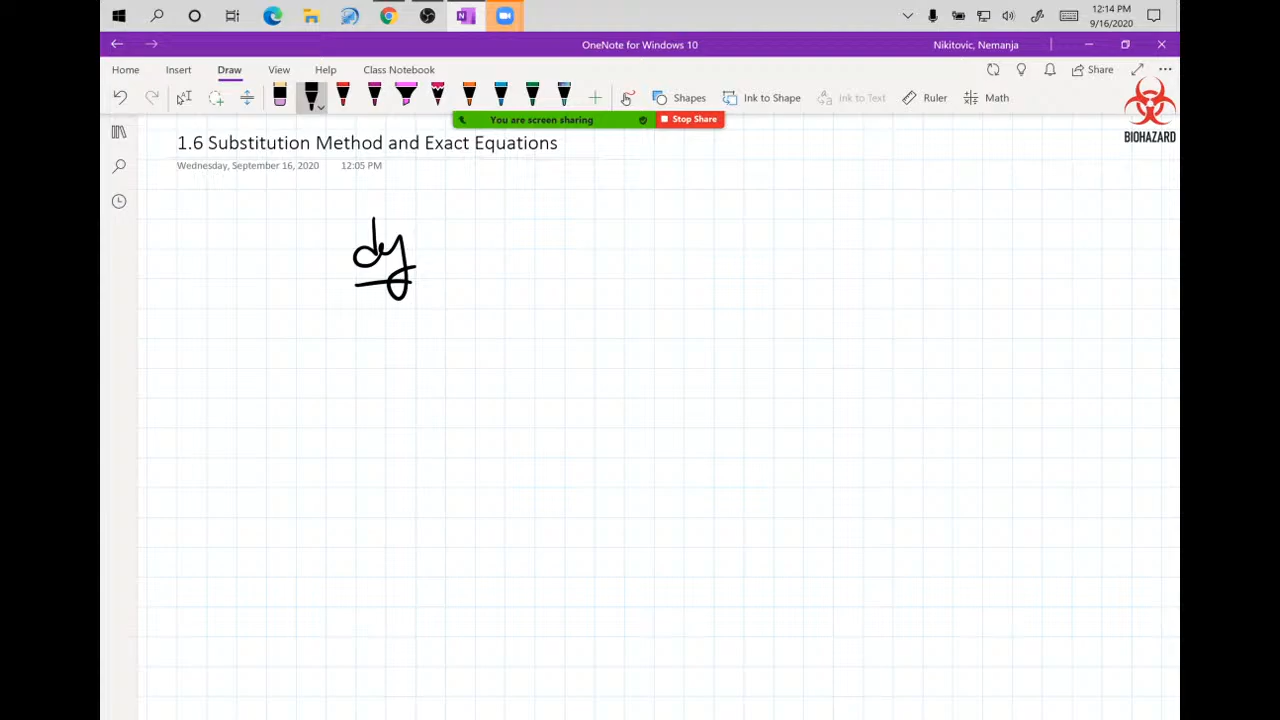 12:14 PM
9/16/2020
OneNote for Windows 10
Nikitovic, Nemanja
Home Insert Draw View Help Class Notebook
Share
Shapes Ink to Shape Ink to Text Ruler Math
You are screen sharing Stop Share
BIOHAZARD
1.6 Substitution Method and Exact Equations
Wednesday, September 16, 2020 12:05 PM
dy